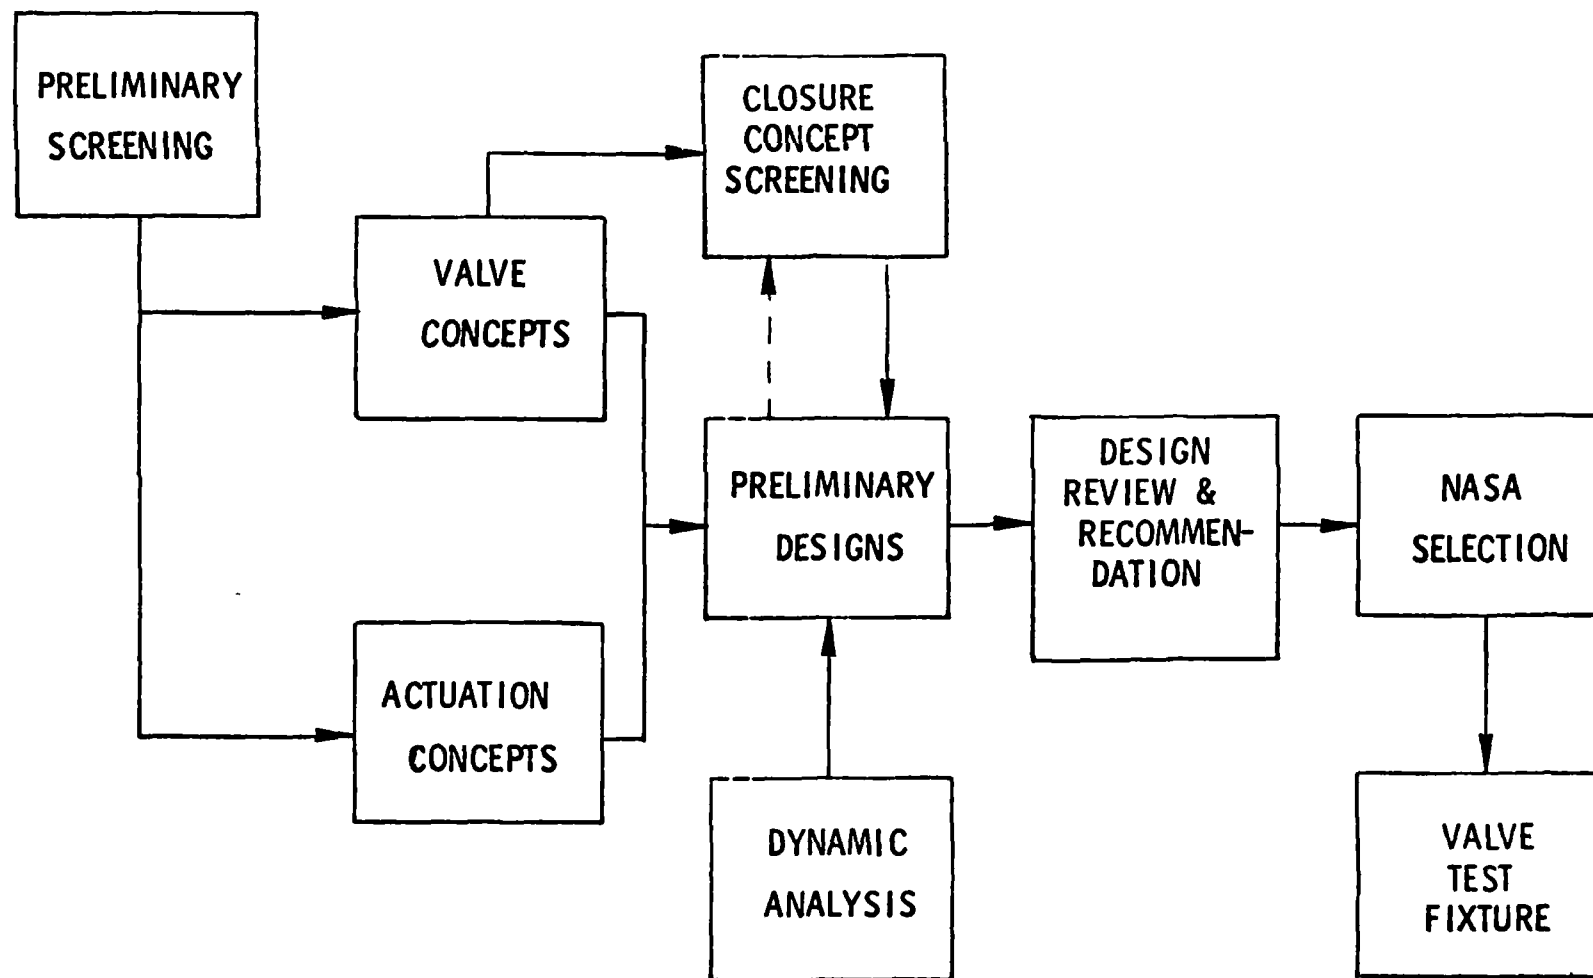 PRELIMINARY
SCREENING
CLOSURE
CONCEPT
SCREENING
VALVE
CONCEPTS
PRELIMINARY
DESIGNS
DESIGN
REVIEW &
RECOMMEN-
DATION
NASA
SELECTION
ACTUATION
CONCEPTS
DYNAMIC
ANALYSIS
VALVE
TEST
FIXTURE